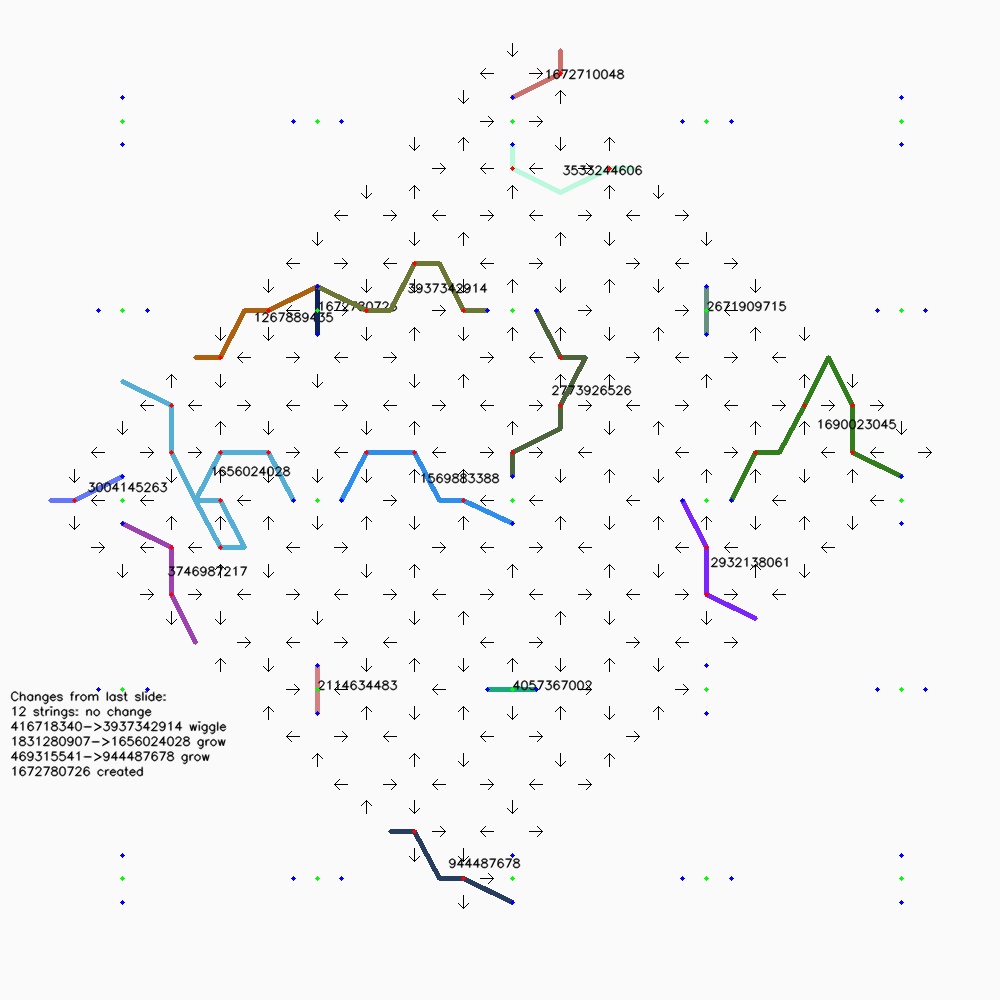 1672710048
3533244606
3937342914
1672780726
2671909715
1267889435
2773926526
1690023045
1656024028
1569883388
3004145263
2932138061
3746987217
2114634483
4057367002
Changes from last slide:
12 strings: no change
416718340->3937342914 wiggle
1831280907->1656024028 grow
469315541->944487678 grow
1672780726 created
944487678